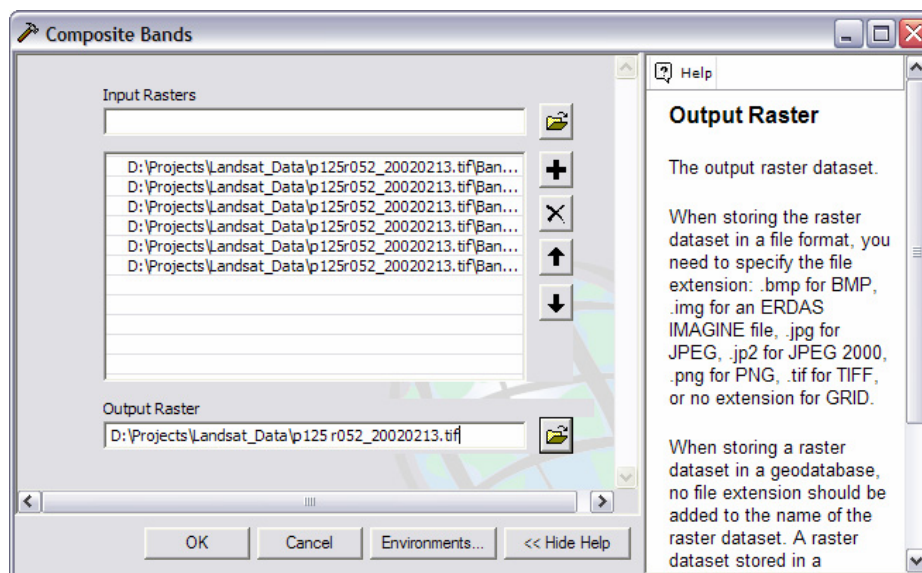 Composite Bands
Input Rasters
D:\Projects\Landsat_Data\p125r052_20020213.tif\Ban...
D:\Projects\Landsat_Data\p125r052_20020213.tif\Ban...
D:\Projects\Landsat_Data\p125r052_20020213.tif\Ban...
D:\Projects\Landsat_Data\p125r052_20020213.tif\Ban...
D:\Projects\Landsat_Data\p125r052_20020213.tif\Ban...
D:\Projects\Landsat_Data\p125r052_20020213.tif\Ban...
Output Raster
D:\Projects\Landsat_Data\p125 r052_20020213.tif
OK
Cancel
Environments...
<< Hide Help
Help
Output Raster
The output raster dataset.
When storing the raster
dataset in a file format, you
need to specify the file
extension: .bmp for BMP,
.img for an ERDAS
IMAGINE file, .jpg for
JPEG, .jp2 for JPEG 2000,
.png for PNG, .tif for TIFF,
or no extension for GRID.
When storing a raster
dataset in a geodatabase,
no file extension should be
added to the name of the
raster dataset. A raster
dataset stored in a